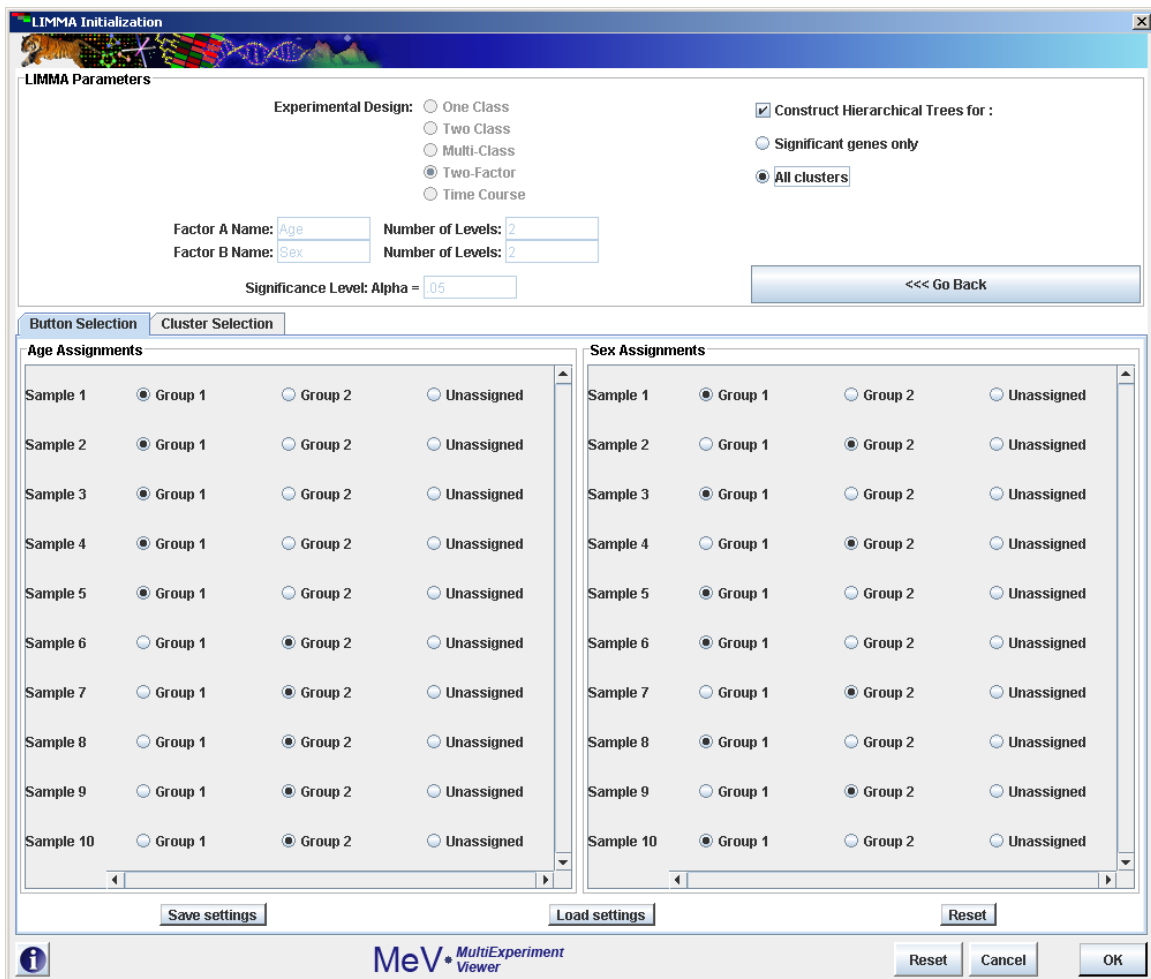 LIMMA Initialization
LIMMA Parameters
Experimental Design: One Class
Two Class
Multi-Class
Two-Factor
Time Course
Construct Hierarchical Trees for :
Significant genes only
All clusters
Factor A Name: Age Number of Levels: 2
Factor B Name: Sex Number of Levels: 2
Significance Level: Alpha = .05
<<< Go Back
Button Selection Cluster Selection
Age Assignments
Sample 1 Group 1 Group 2 Unassigned
Sample 2 Group 1 Group 2 Unassigned
Sample 3 Group 1 Group 2 Unassigned
Sample 4 Group 1 Group 2 Unassigned
Sample 5 Group 1 Group 2 Unassigned
Sample 6 Group 1 Group 2 Unassigned
Sample 7 Group 1 Group 2 Unassigned
Sample 8 Group 1 Group 2 Unassigned
Sample 9 Group 1 Group 2 Unassigned
Sample 10 Group 1 Group 2 Unassigned
Sex Assignments
Sample 1 Group 1 Group 2 Unassigned
Sample 2 Group 1 Group 2 Unassigned
Sample 3 Group 1 Group 2 Unassigned
Sample 4 Group 1 Group 2 Unassigned
Sample 5 Group 1 Group 2 Unassigned
Sample 6 Group 1 Group 2 Unassigned
Sample 7 Group 1 Group 2 Unassigned
Sample 8 Group 1 Group 2 Unassigned
Sample 9 Group 1 Group 2 Unassigned
Sample 10 Group 1 Group 2 Unassigned
Save settings Load settings Reset
MeV MultiExperiment Viewer
Reset Cancel OK